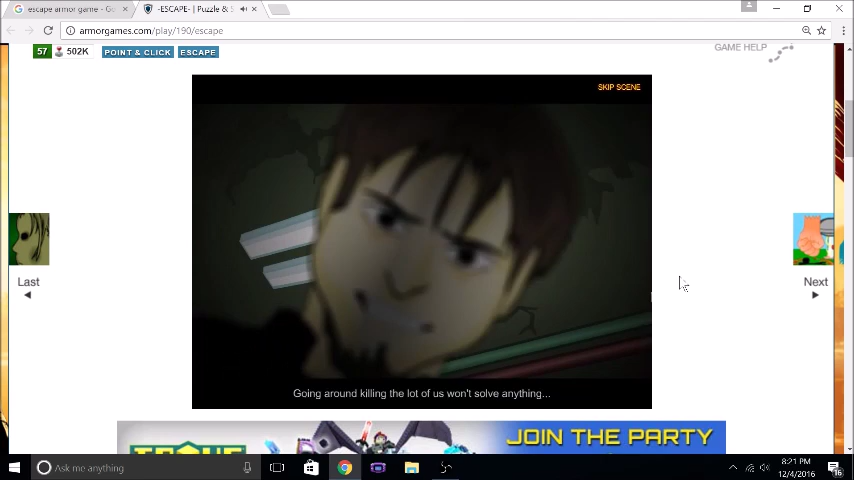 escape armor game - G
-ESCAPE- | Puzzle & S
armorgames.com/play/190/escape
57
502K
POINT & CLICK
ESCAPE
GAME HELP
SKIP SCENE
Last
Next
Going around killing the lot of us won't solve anything...
JOIN THE PARTY
Ask me anything
8:21 PM
12/4/2016
16